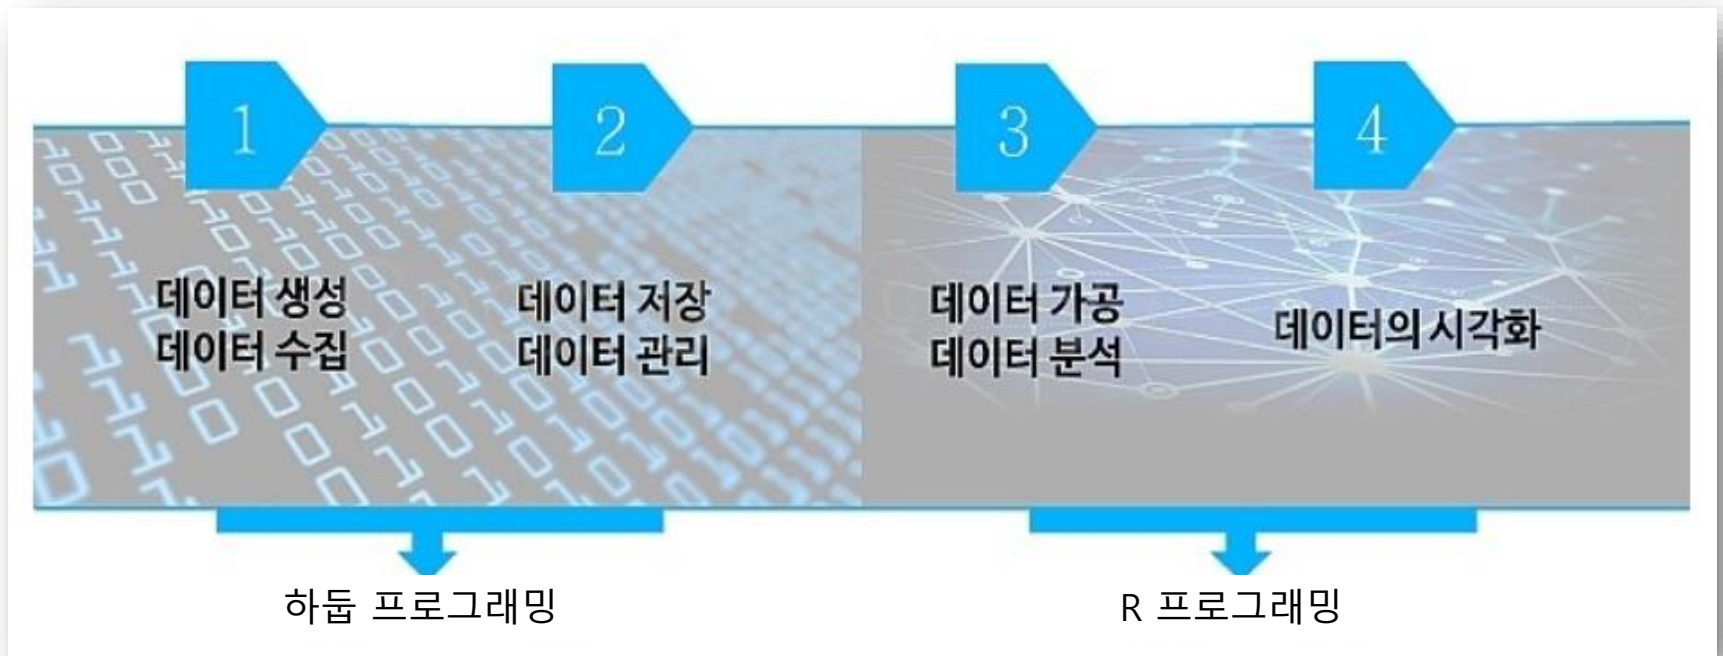 1
2
3
4
데이터 생성
데이터 수집
데이터 저장
데이터 관리
데이터 가공
데이터 분석
데이터의 시각화
하둡 프로그래밍
R 프로그래밍